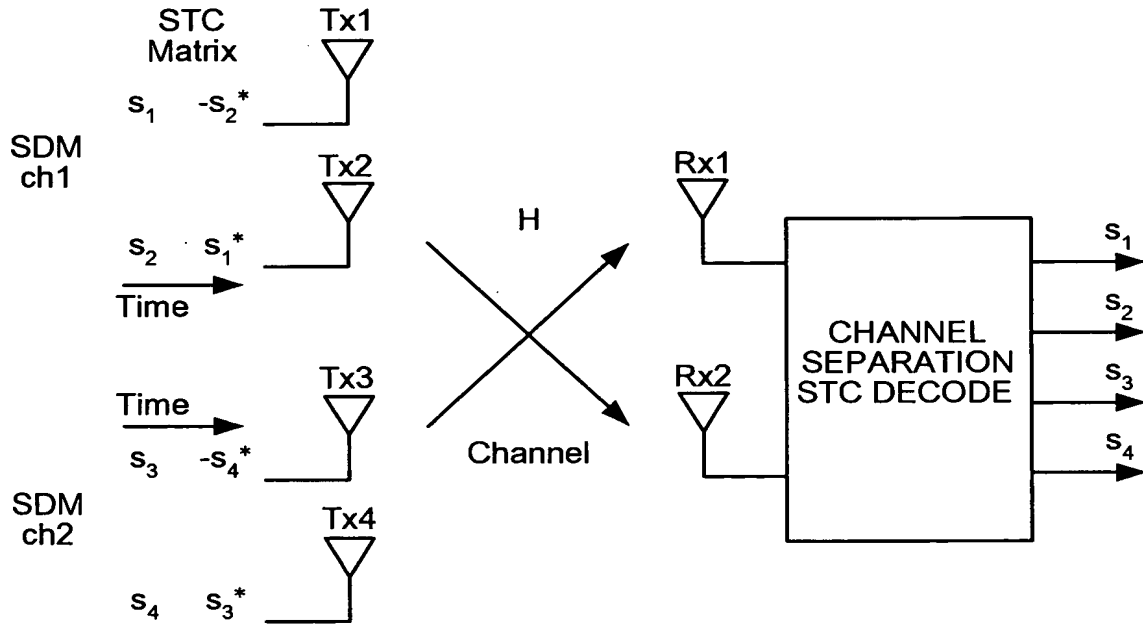 STC
Matrix
Tx1
s₁ -s₂*
SDM
ch1
Tx2
s₂ s₁*
Time
H
Time
Tx3
s₃ -s₄*
SDM
ch2
Tx4
s₄ s₃*
Channel
Rx1
Rx2
CHANNEL
SEPARATION
STC DECODE
s₁
s₂
s₃
s₄